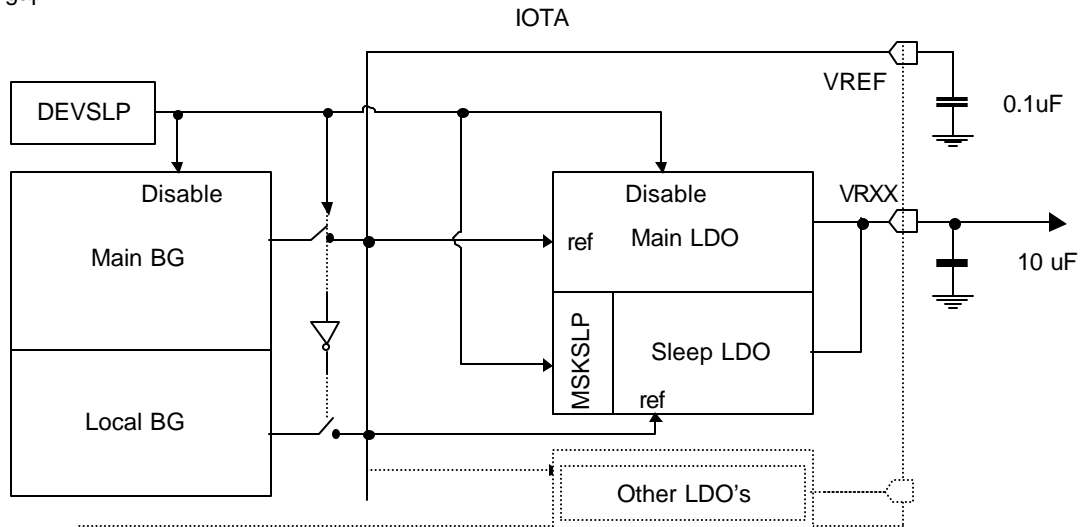 IOTA
VREF
0.1uF
DEVSLP
Disable
Main BG
Disable
ref
Main LDO
VRXX
10 uF
MSKSLP
Sleep LDO
ref
Local BG
Other LDO's